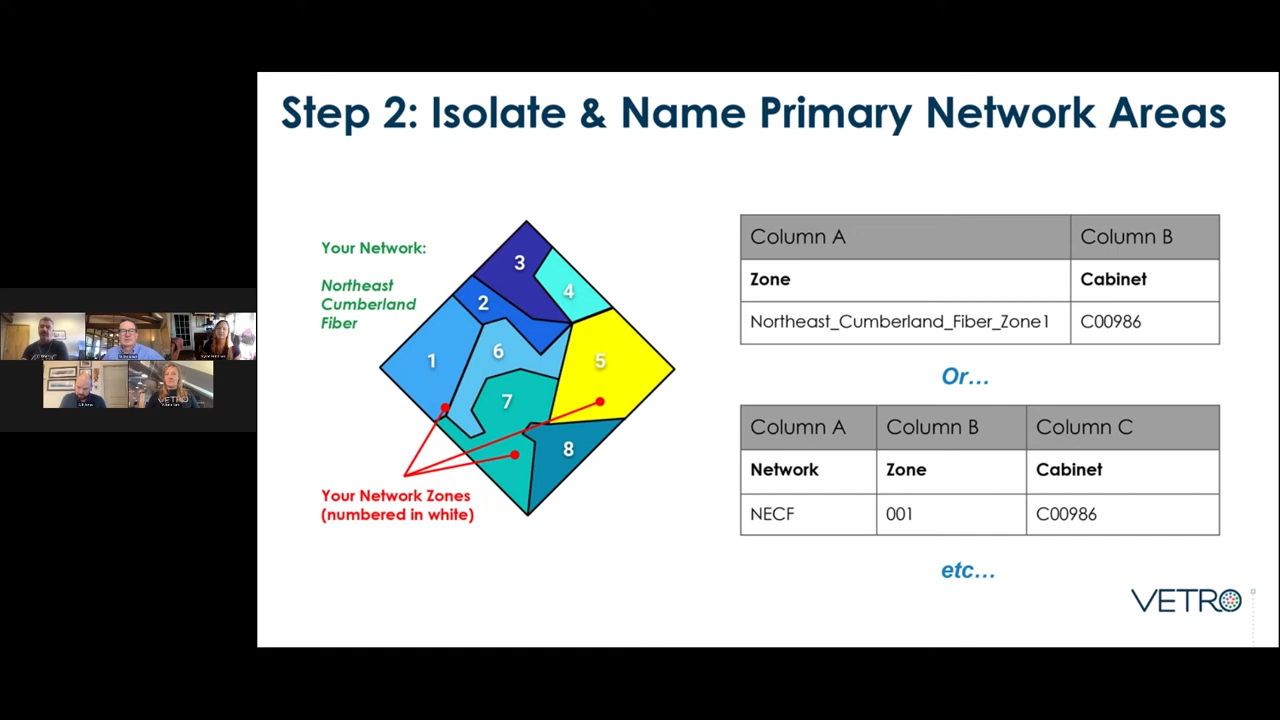 Step 2: Isolate & Name Primary Network Areas
Your Network:
Northeast
Cumberland
Fiber
3
4
2
6
1
5
7
8
Your Network Zones
(numbered in white)
Column A Column B
Zone Cabinet
Northeast_Cumberland_Fiber_Zone1 C00986
Or...
Column A Column B Column C
Network Zone Cabinet
NECF 001 C00986
etc...
VETRO